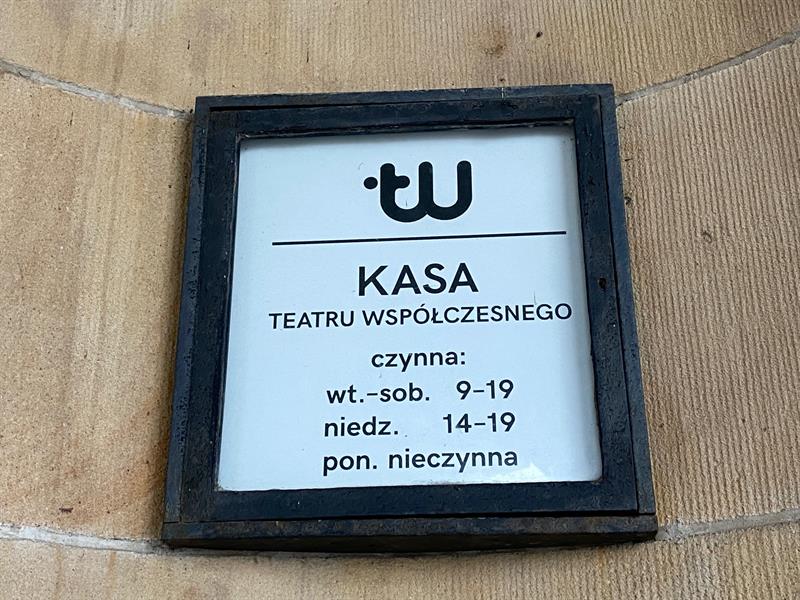 tw
KASA
TEATRU WSPÓŁCZESNEGO
czynna:
wt.–sob. 9–19
niedz. 14–19
pon. nieczynna